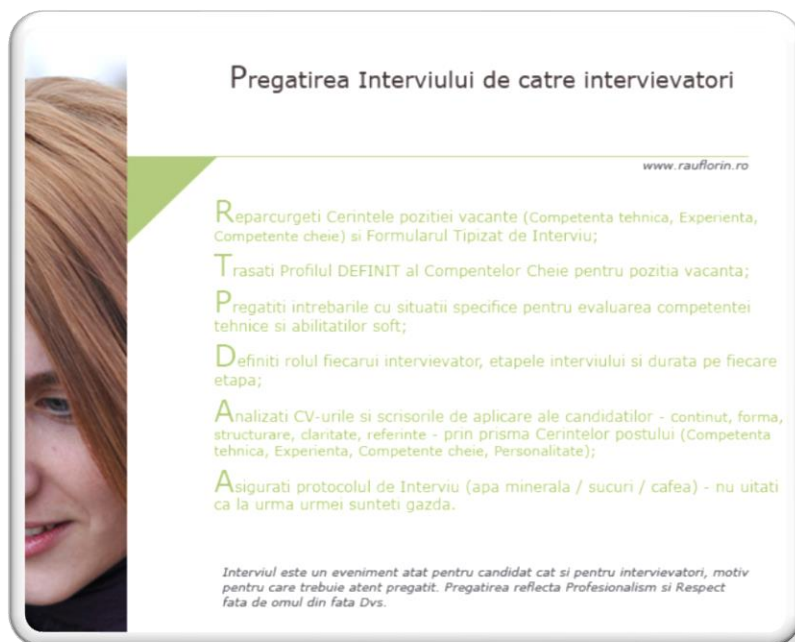 Pregatirea Interviului de catre intervievatori
www.rauflorin.ro
Reparcurgeti Cerintele pozitiei vacante (Competenta tehnica, Experienta,
Competente cheie) si Formularul Tipizat de Interviu;
Trasati Profilul DEFINIT al Compentelor Cheie pentru pozitia vacanta;
Pregatiti intrebarile cu situatii specifice pentru evaluarea competentei
tehnice si abilitatilor soft;
Definiti rolul fiecarui intervievator, etapele interviului si durata pe fiecare
etapa;
Analizati CV-urile si scrisorile de aplicare ale candidatilor - continut, forma,
structurare, claritate, referinte - prin prisma Cerintelor postului (Competenta
tehnica, Experienta, Competente cheie, Personalitate);
Asigurati protocolul de Interviu (apa minerala / sucuri / cafea) - nu uitati
ca la urma urmei sunteti gazda.
Interviul este un eveniment atat pentru candidat cat si pentru intervievatori, motiv
pentru care trebuie atent pregatit. Pregatirea reflecta Profesionalism si Respect
fata de omul din fata Dvs.